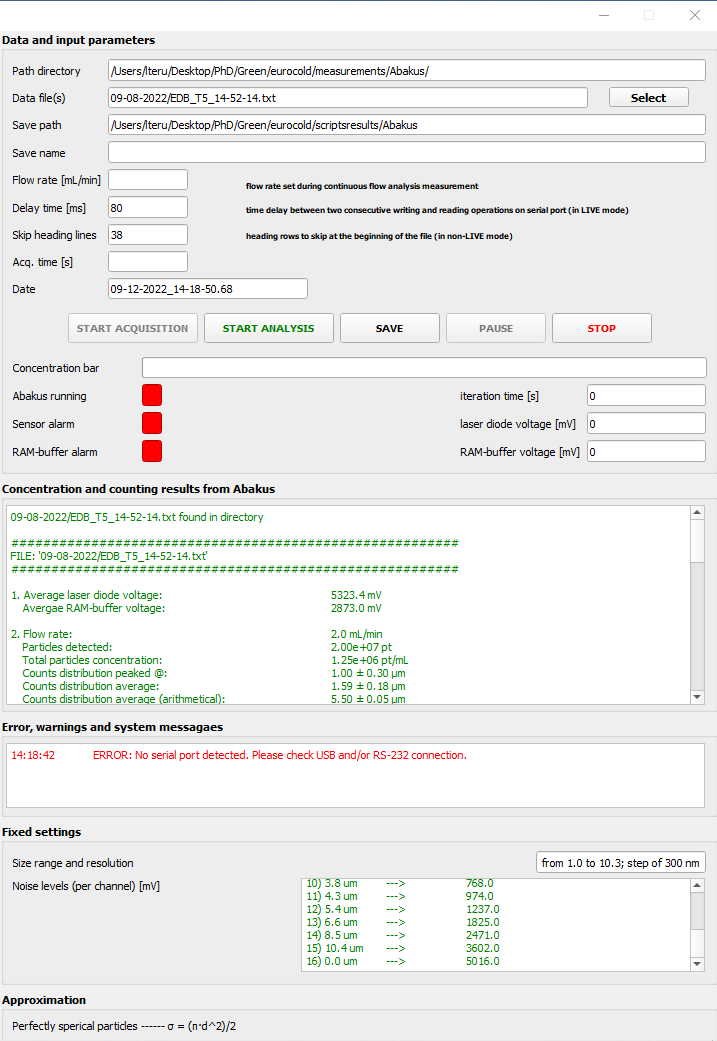 Data and input parameters
Path directory /Users/lteru/Desktop/PhD/Green/eurocold/measurements/Abakus/
Data file(s) 09-08-2022/EDB_T5_14-52-14.txt Select
Save path /Users/lteru/Desktop/PhD/Green/eurocold/scriptsresults/Abakus
Save name
Flow rate [mL/min] flow rate set during continuous flow analysis measurement
Delay time [ms] 80 time delay between two consecutive writing and reading operations on serial port (in LIVE mode)
Skip heading lines 38 heading rows to skip at the beginning of the file (in non-LIVE mode)
Acq. time [s]
Date 09-12-2022_14-18-50.68
START ACQUISITION START ANALYSIS SAVE PAUSE STOP
Concentration bar
Abakus running iteration time [s] 0
Sensor alarm laser diode voltage [mV] 0
RAM-buffer alarm RAM-buffer voltage [mV] 0
Concentration and counting results from Abakus
09-08-2022/EDB_T5_14-52-14.txt found in directory
########################################################
FILE: '09-08-2022/EDB_T5_14-52-14.txt'
########################################################
1. Average laser diode voltage: 5323.4 mV
Avergae RAM-buffer voltage: 2873.0 mV
2. Flow rate: 2.0 mL/min
Particles detected: 2.00e+07 pt
Total particles concentration: 1.25e+06 pt/mL
Counts distribution peaked @: 1.00 ± 0.30 µm
Counts distribution average: 1.59 ± 0.18 µm
Counts distribution average (arithmetical): 5.50 ± 0.05 µm
Error, warnings and system messagaes
14:18:42 ERROR: No serial port detected. Please check USB and/or RS-232 connection.
Fixed settings
Size range and resolution from 1.0 to 10.3; step of 300 nm
Noise levels (per channel) [mV]
10) 3.8 um ---> 768.0
11) 4.3 um ---> 974.0
12) 5.4 um ---> 1237.0
13) 6.6 um ---> 1825.0
14) 8.5 um ---> 2471.0
15) 10.4 um ---> 3602.0
16) 0.0 um ---> 5016.0
Approximation
Perfectly sperical particles ------ σ = (π·d^2)/2